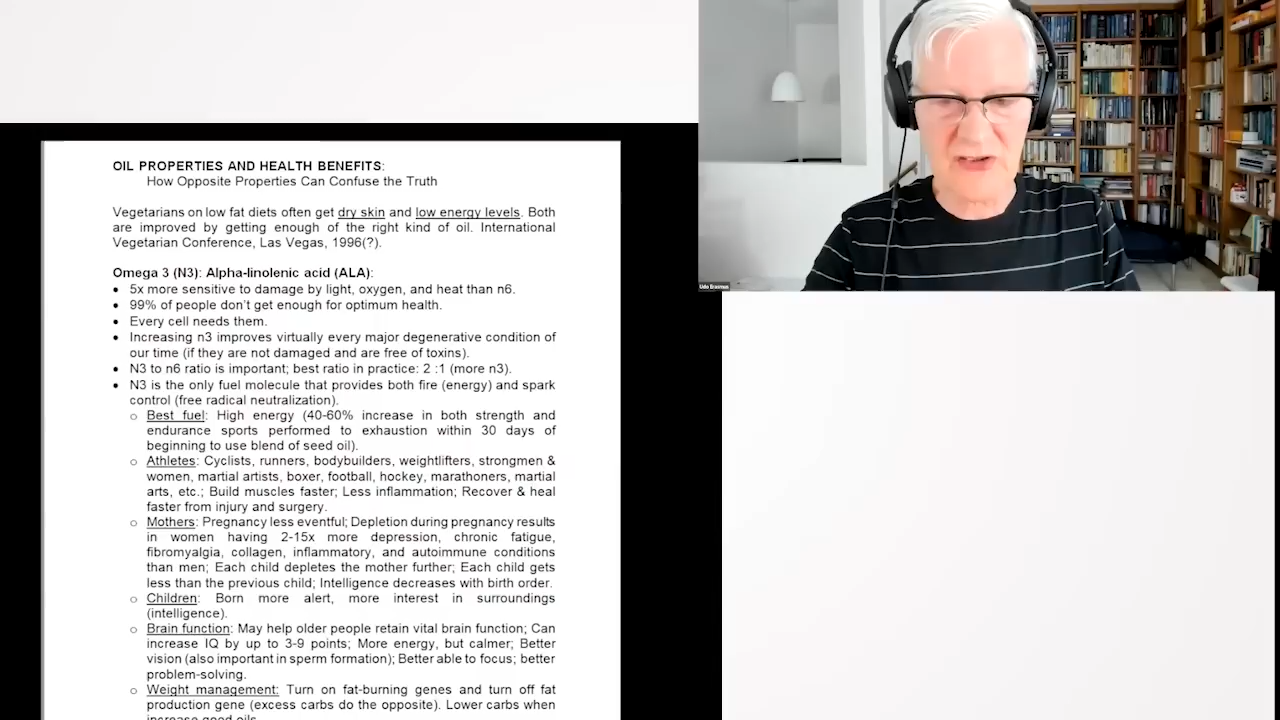 OIL PROPERTIES AND HEALTH BENEFITS:
How Opposite Properties Can Confuse the Truth
Vegetarians on low fat diets often get dry skin and low energy levels. Both
are improved by getting enough of the right kind of oil. International
Vegetarian Conference, Las Vegas, 1996(?).
Omega 3 (N3): Alpha-linolenic acid (ALA):
• 5x more sensitive to damage by light, oxygen, and heat than n6.
• 99% of people don't get enough for optimum health.
• Every cell needs them.
• Increasing n3 improves virtually every major degenerative condition of
our time (if they are not damaged and are free of toxins).
• N3 to n6 ratio is important; best ratio in practice: 2 :1 (more n3).
• N3 is the only fuel molecule that provides both fire (energy) and spark
control (free radical neutralization).
o Best fuel: High energy (40-60% increase in both strength and
endurance sports performed to exhaustion within 30 days of
beginning to use blend of seed oil).
o Athletes: Cyclists, runners, bodybuilders, weightlifters, strongmen &
women, martial artists, boxer, football, hockey, marathoners, martial
arts, etc.; Build muscles faster; Less inflammation; Recover & heal
faster from injury and surgery.
o Mothers: Pregnancy less eventful; Depletion during pregnancy results
in women having 2-15x more depression, chronic fatigue,
fibromyalgia, collagen, inflammatory, and autoimmune conditions
than men; Each child depletes the mother further; Each child gets
less than the previous child; Intelligence decreases with birth order.
o Children: Born more alert, more interest in surroundings
(intelligence).
o Brain function: May help older people retain vital brain function; Can
increase IQ by up to 3-9 points; More energy, but calmer; Better
vision (also important in sperm formation); Better able to focus; better
problem-solving.
o Weight management: Turn on fat-burning genes and turn off fat
production gene (excess carbs do the opposite). Lower carbs when
increase good oils.
Udo Erasmus